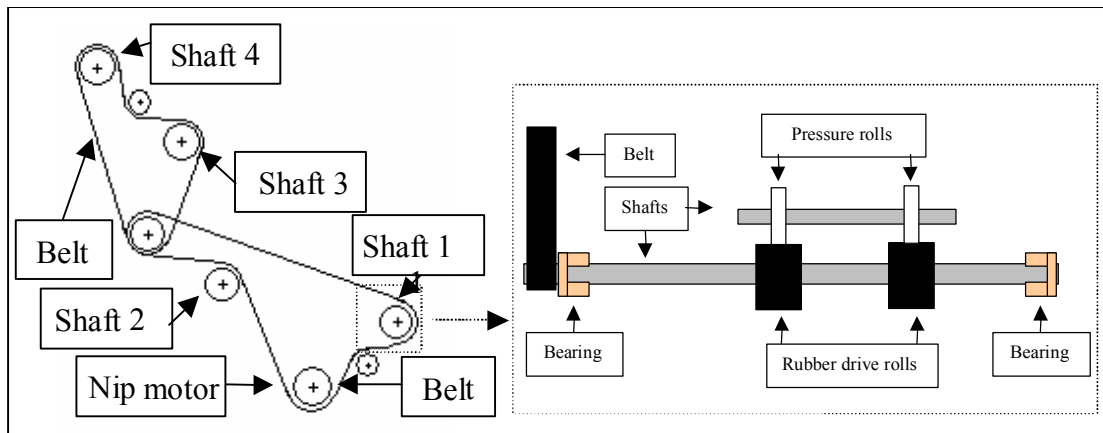 Shaft 4
Shaft 3
Belt
Shaft 1
Shaft 2
Nip motor
Belt
Belt
Pressure rolls
Shafts
Bearing
Rubber drive rolls
Bearing